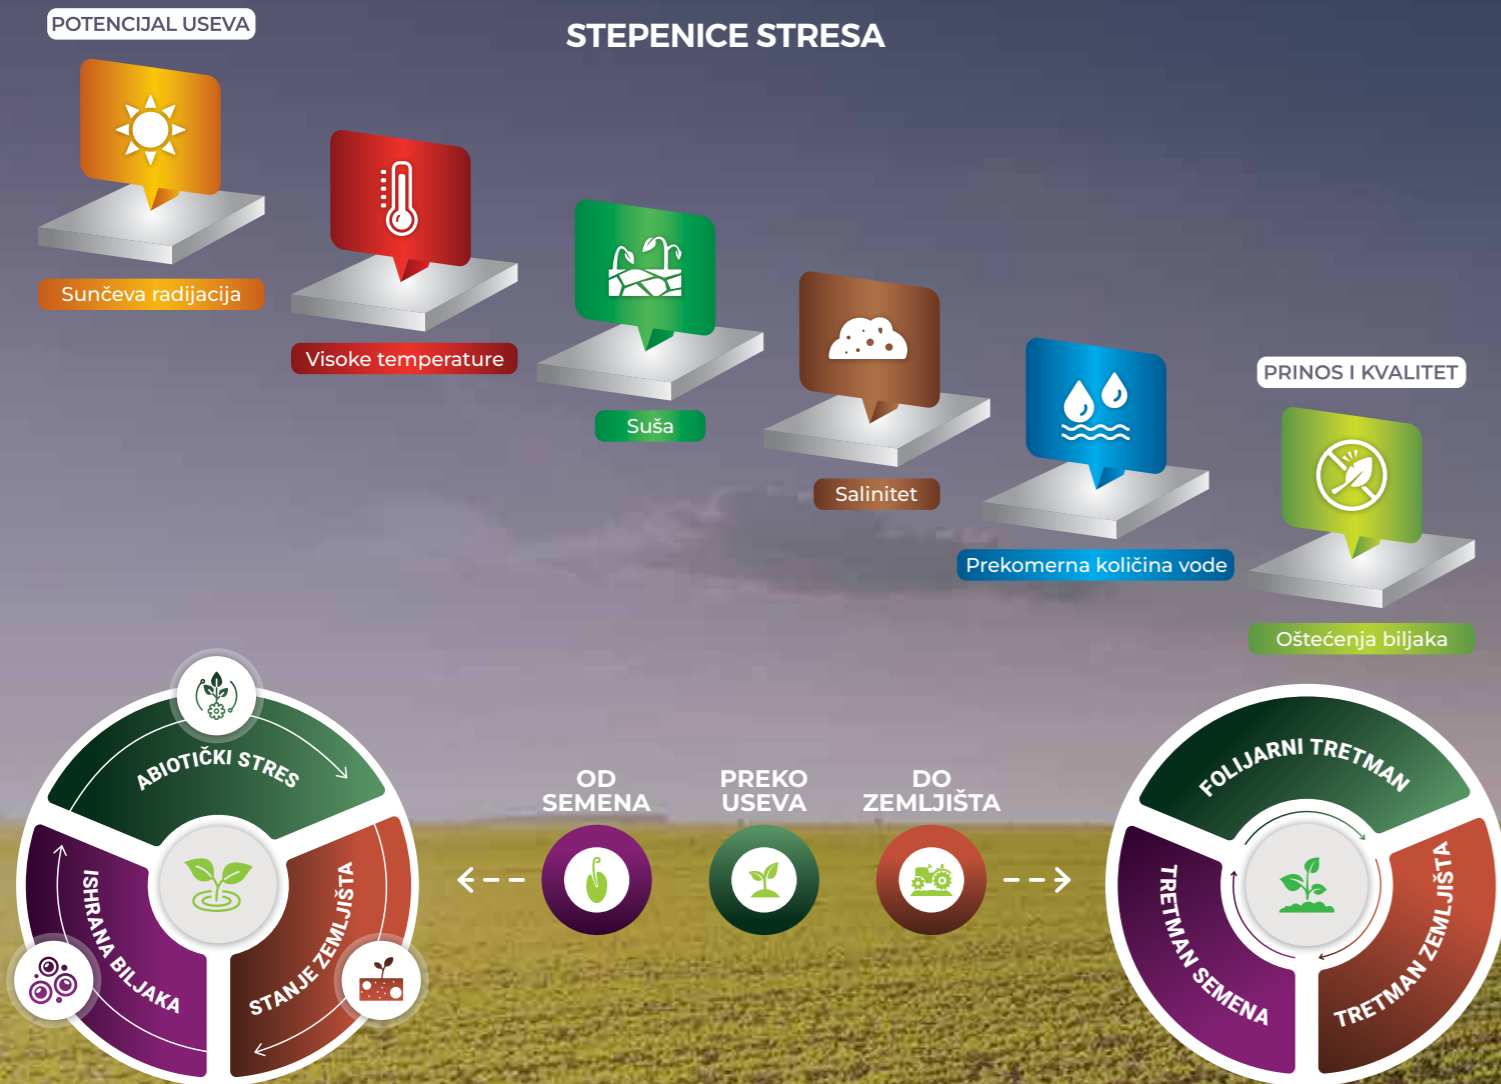 POTENCIJAL USEVA
STEPENICE STRESA
Sunčeva radijacija
Visoke temperature
Suša
Salinitet
Prekomerna količina vode
PRINOS I KVALITET
Oštećenja biljaka
ABIOTIČKI STRES
ISHRANA BILJAKA
STANJE ZEMLJIŠTA
OD
SEMENA
PREKO
USEVA
DO
ZEMLJIŠTA
FOLIJARNI TRETMAN
TRETMAN SEMENA
TRETMAN ZEMLJIŠTA